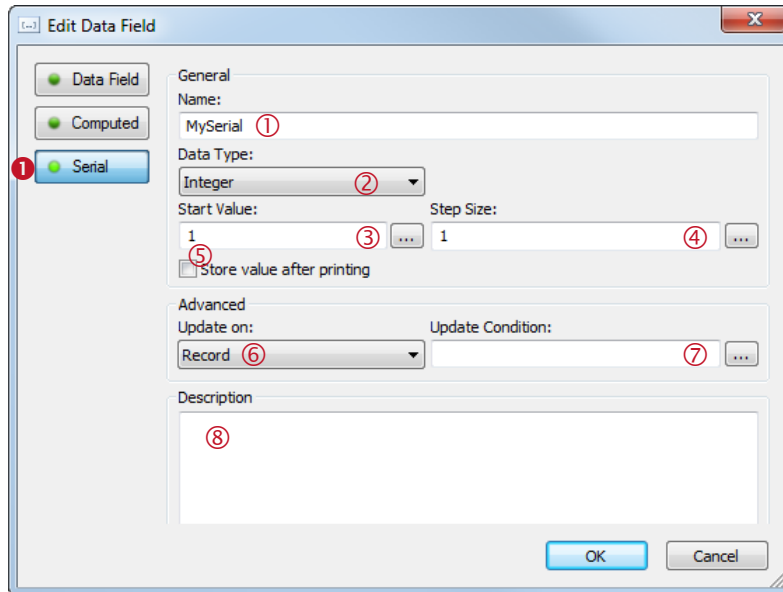 Edit Data Field
Data Field
Computed
❶ Serial
General
Name:
MySerial ①
Data Type:
Integer ②
Start Value: Step Size:
1 ③ ... 1 ④ ...
⑤
Store value after printing
Advanced
Update on: Update Condition:
Record ⑥ ⑦ ...
Description
⑧
OK Cancel